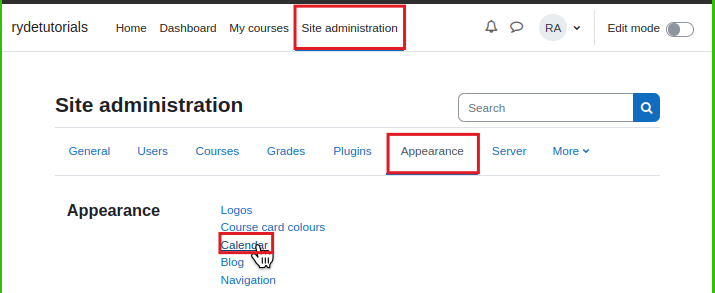 rydetutorials Home Dashboard My courses Site administration RA Edit mode
Site administration Search
General Users Courses Grades Plugins Appearance Server More
Appearance Logos
Course card colours
Calendar
Blog
Navigation